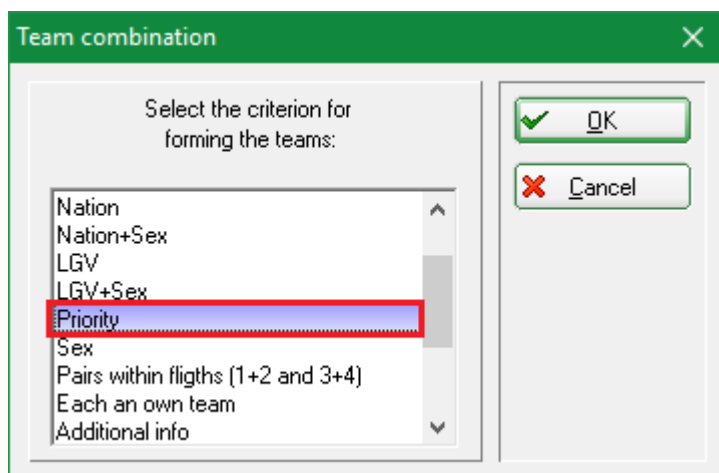 Team combination
Select the criterion for
forming the teams:
Nation
Nation+Sex
LGV
LGV+Sex
Priority
Sex
Pairs within fligths (1+2 and 3+4)
Each an own team
Additional info
OK
Cancel